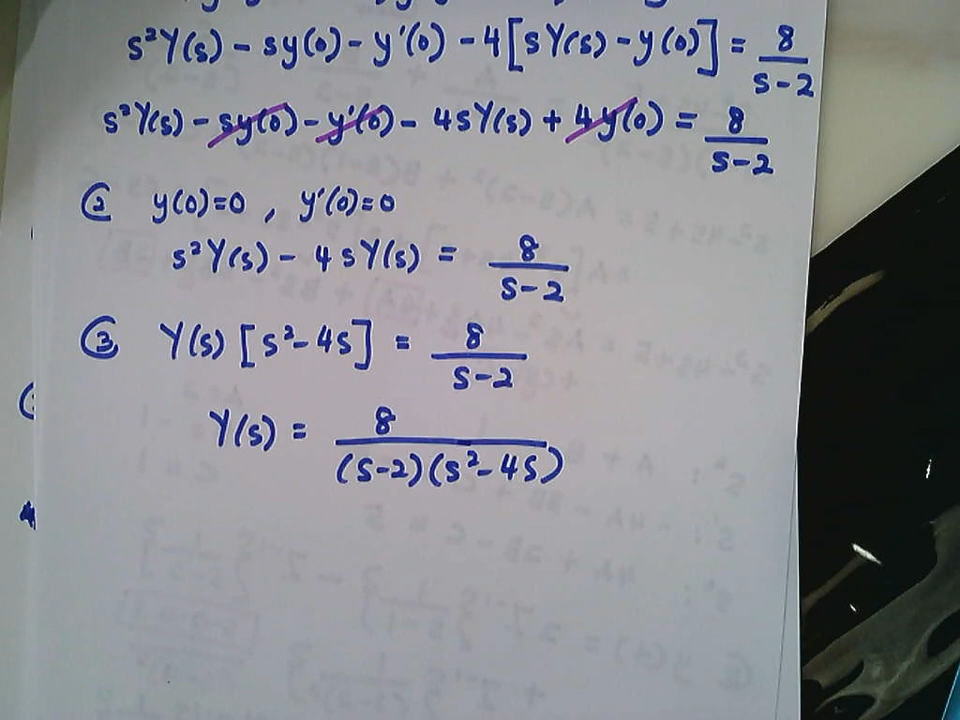 s²Y(s) - sy(0) - y'(0) - 4[sY(s) - y(0)] = 8/(s-2)
s²Y(s) - sy(0) - y'(0) - 4sY(s) + 4y(0) = 8/(s-2)
② y(0)=0 , y'(0)=0
s²Y(s) - 4sY(s) = 8/(s-2)
③ Y(s)[s²-4s] = 8/(s-2)
Y(s) = 8/((s-2)(s²-4s))